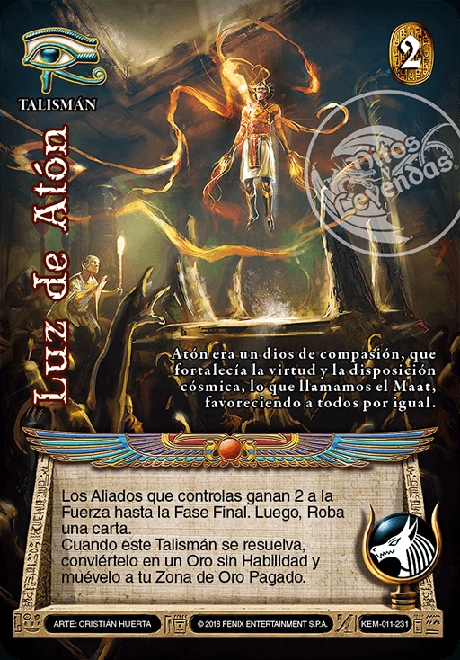 2
TALISMÁN
Luz de Atón
Mitos y
Leyendas
Atón era un dios de compasión, que
fortalecía la virtud y la disposición
cósmica, lo que llamamos el Maat,
favoreciendo a todos por igual.
Los Aliados que controlas ganan 2 a la
Fuerza hasta la Fase Final. Luego, Roba
una carta.
Cuando este Talismán se resuelva,
conviértelo en un Oro sin Habilidad y
muévelo a tu Zona de Oro Pagado.
ARTE: CRISTIÁN HUERTA
© 2018 FENIX ENTERTAINMENT S.P.A.
KEM-011-231